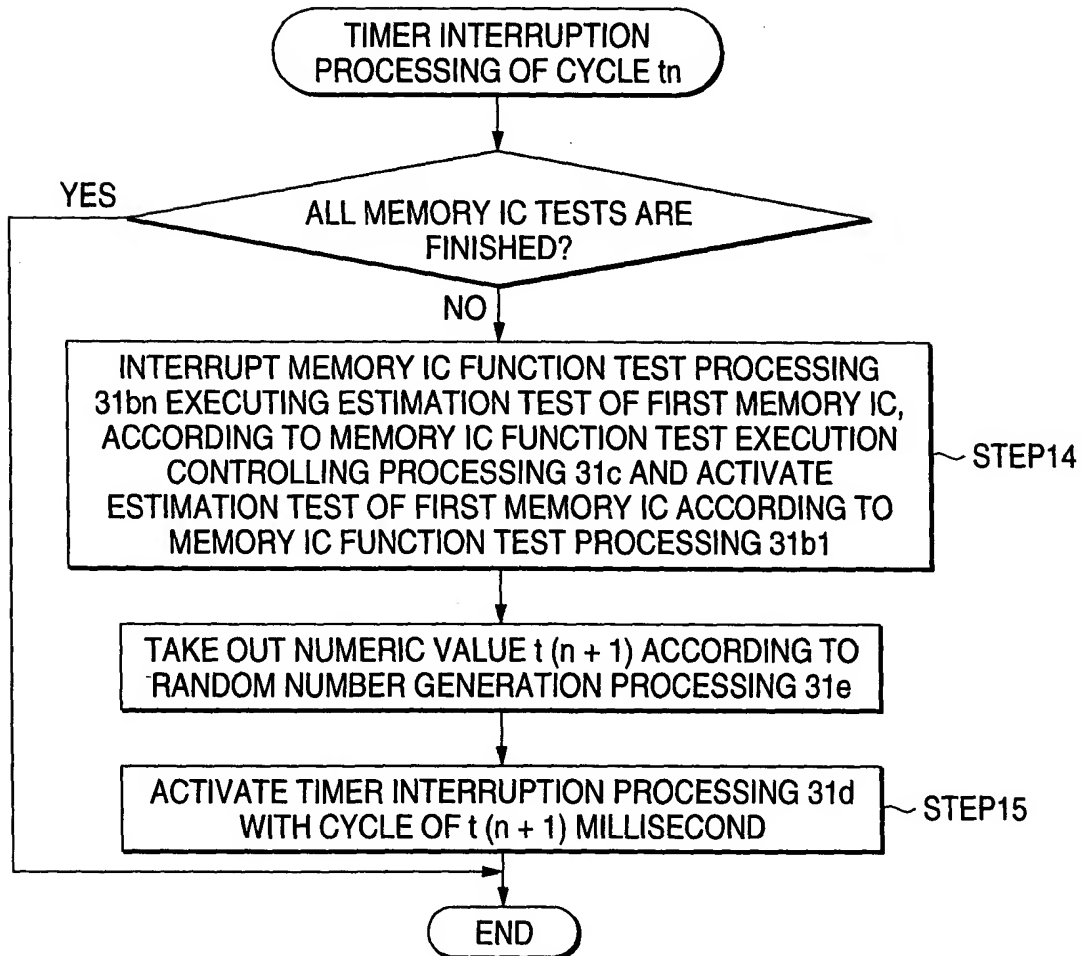 TIMER INTERRUPTION
PROCESSING OF CYCLE tn
YES
ALL MEMORY IC TESTS ARE
FINISHED?
NO
INTERRUPT MEMORY IC FUNCTION TEST PROCESSING
31bn EXECUTING ESTIMATION TEST OF FIRST MEMORY IC,
ACCORDING TO MEMORY IC FUNCTION TEST EXECUTION
CONTROLLING PROCESSING 31c AND ACTIVATE
ESTIMATION TEST OF FIRST MEMORY IC ACCORDING TO
MEMORY IC FUNCTION TEST PROCESSING 31b1
STEP14
TAKE OUT NUMERIC VALUE t (n + 1) ACCORDING TO
RANDOM NUMBER GENERATION PROCESSING 31e
ACTIVATE TIMER INTERRUPTION PROCESSING 31d
WITH CYCLE OF t (n + 1) MILLISECOND
STEP15
END